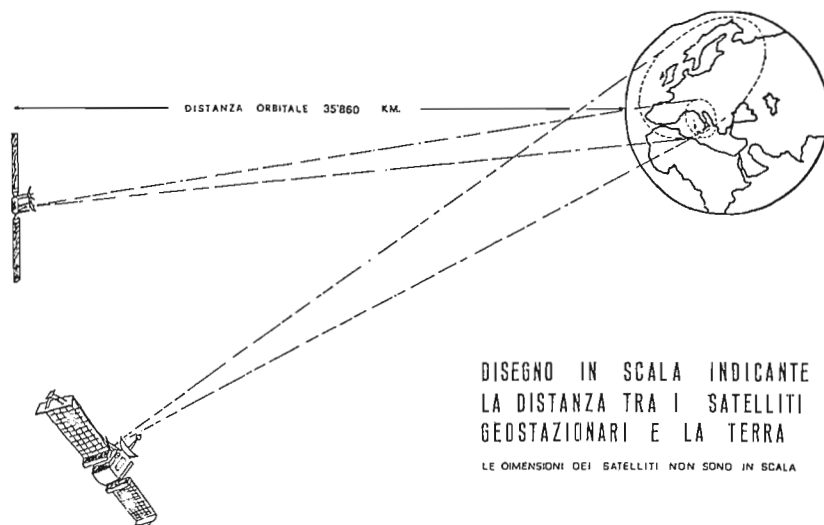 DISTANZA ORBITALE 35'860 KM.
DISEGNO IN SCALA INDICANTE
LA DISTANZA TRA I SATELLITI
GEOSTAZIONARI E LA TERRA
LE DIMENSIONI DEI SATELLITI NON SONO IN SCALA